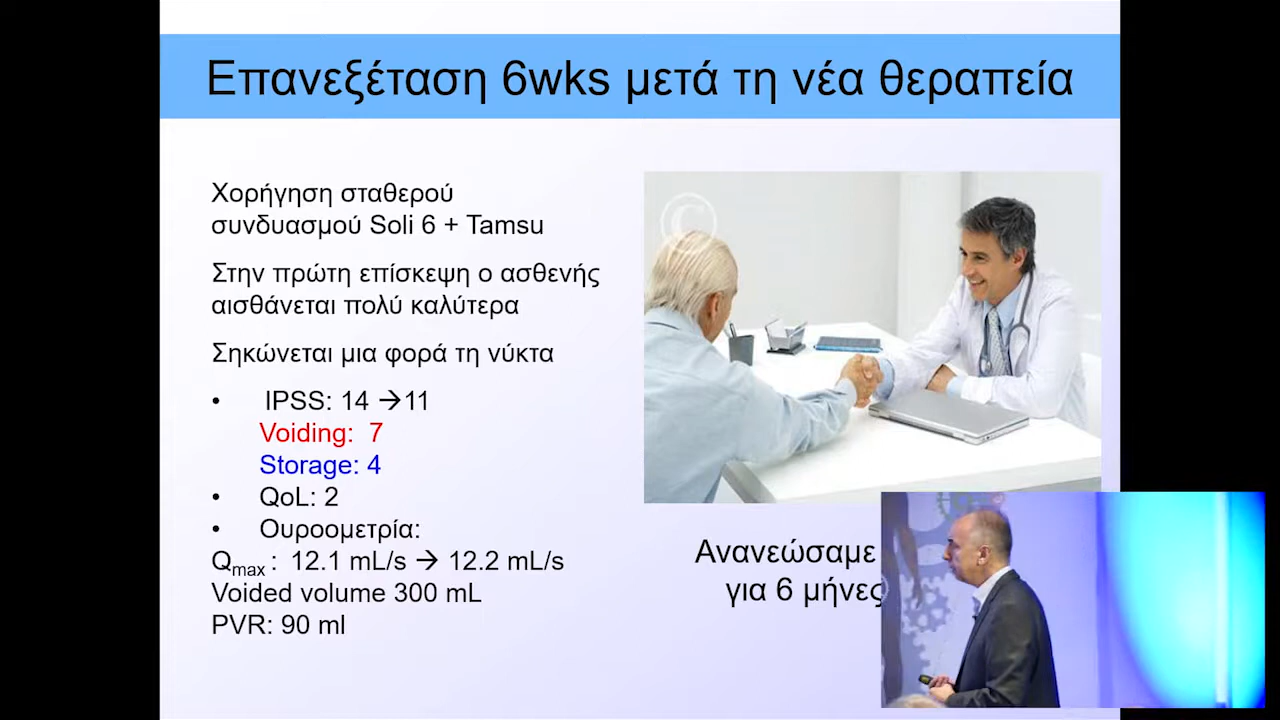 Επανεξέταση 6wks μετά τη νέα θεραπεία
Χορήγηση σταθερού
συνδυασμού Soli 6 + Tamsu
Στην πρώτη επίσκεψη ο ασθενής
αισθάνεται πολύ καλύτερα
Σηκώνεται μια φορά τη νύκτα
• IPSS: 14 →11
Voiding: 7
Storage: 4
• QoL: 2
• Ουροομετρία:
Qmax : 12.1 mL/s → 12.2 mL/s
Voided volume 300 mL
PVR: 90 ml
©
Ανανεώσαμε
για 6 μήνες